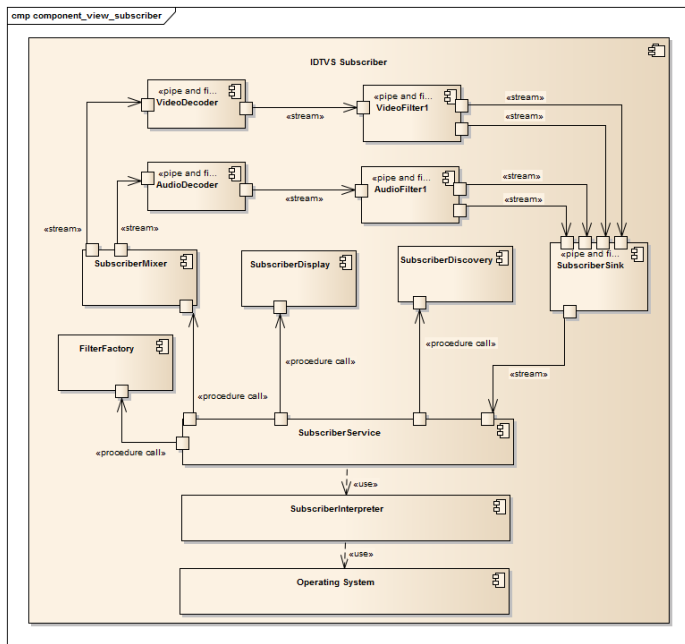 cmp component_view_subscriber
IDTVS Subscriber
«pipe and fi...
VideoDecoder
«pipe and fi...
VideoFilter1
«stream»
«stream»
«stream»
«pipe and fi...
AudioDecoder
«pipe and fi...
AudioFilter1
«stream»
«stream»
«stream»
«stream»
«stream»
SubscriberMixer
SubscriberDisplay
SubscriberDiscovery
«pipe and fi...
SubscriberSink
FilterFactory
«procedure call»
«procedure call»
«stream»
«procedure call»
«procedure call»
SubscriberService
«use»
SubscriberInterpreter
«use»
Operating System